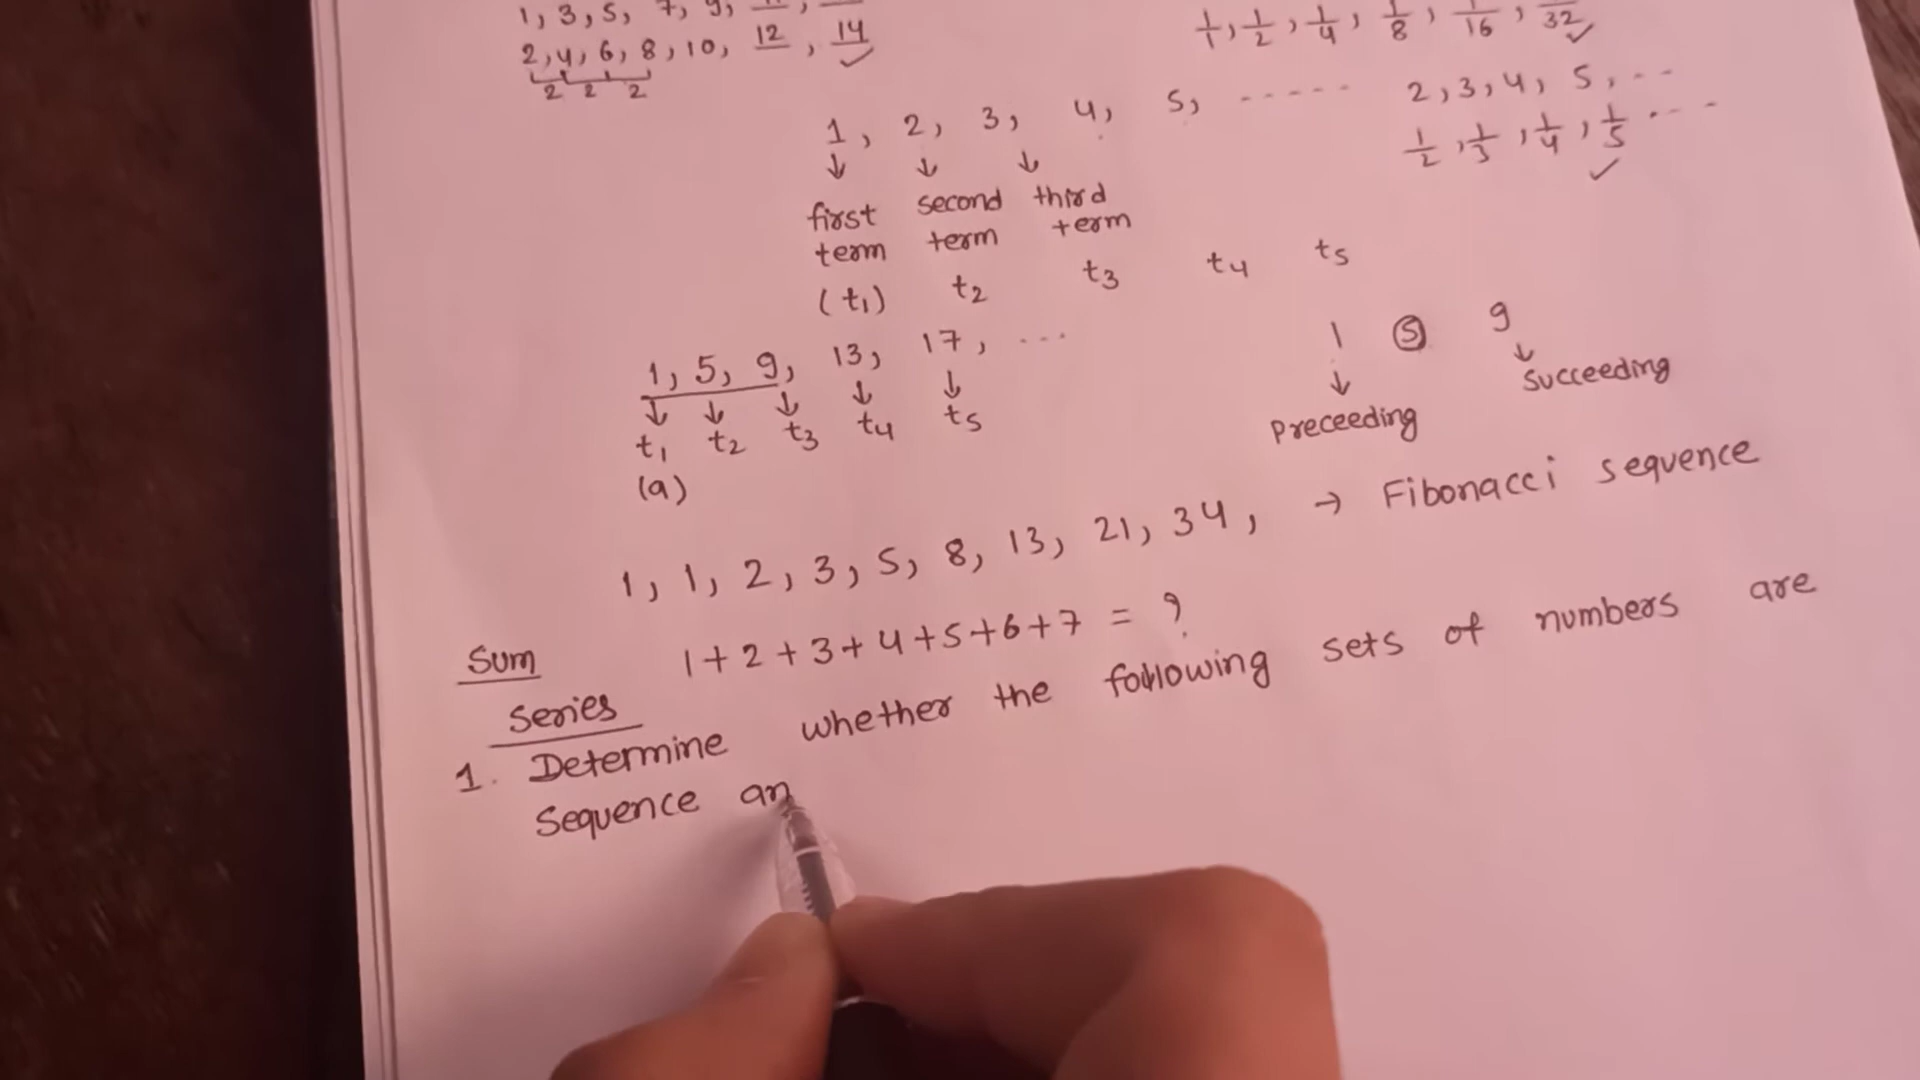 1, 3, 5, 7, 9,
2, 4, 6, 8, 10, 12, 14
2 2 2
1/1, 1/2, 1/4, 1/8, 1/16, 32
1, 2, 3, 4, 5, -----
2, 3, 4, 5, ---
1/2, 1/3, 1/4, 1/5 ----
first second third
term term term
(t1) t2 t3 t4 t5
1, 5, 9, 13, 17, ...
t1 t2 t3 t4 t5
(a)
1 5 9
preceeding succeeding
1, 1, 2, 3, 5, 8, 13, 21, 34, → Fibonacci sequence
Sum 1+2+3+4+5+6+7 = ?
Series
1. Determine whether the following sets of numbers are
Sequence an